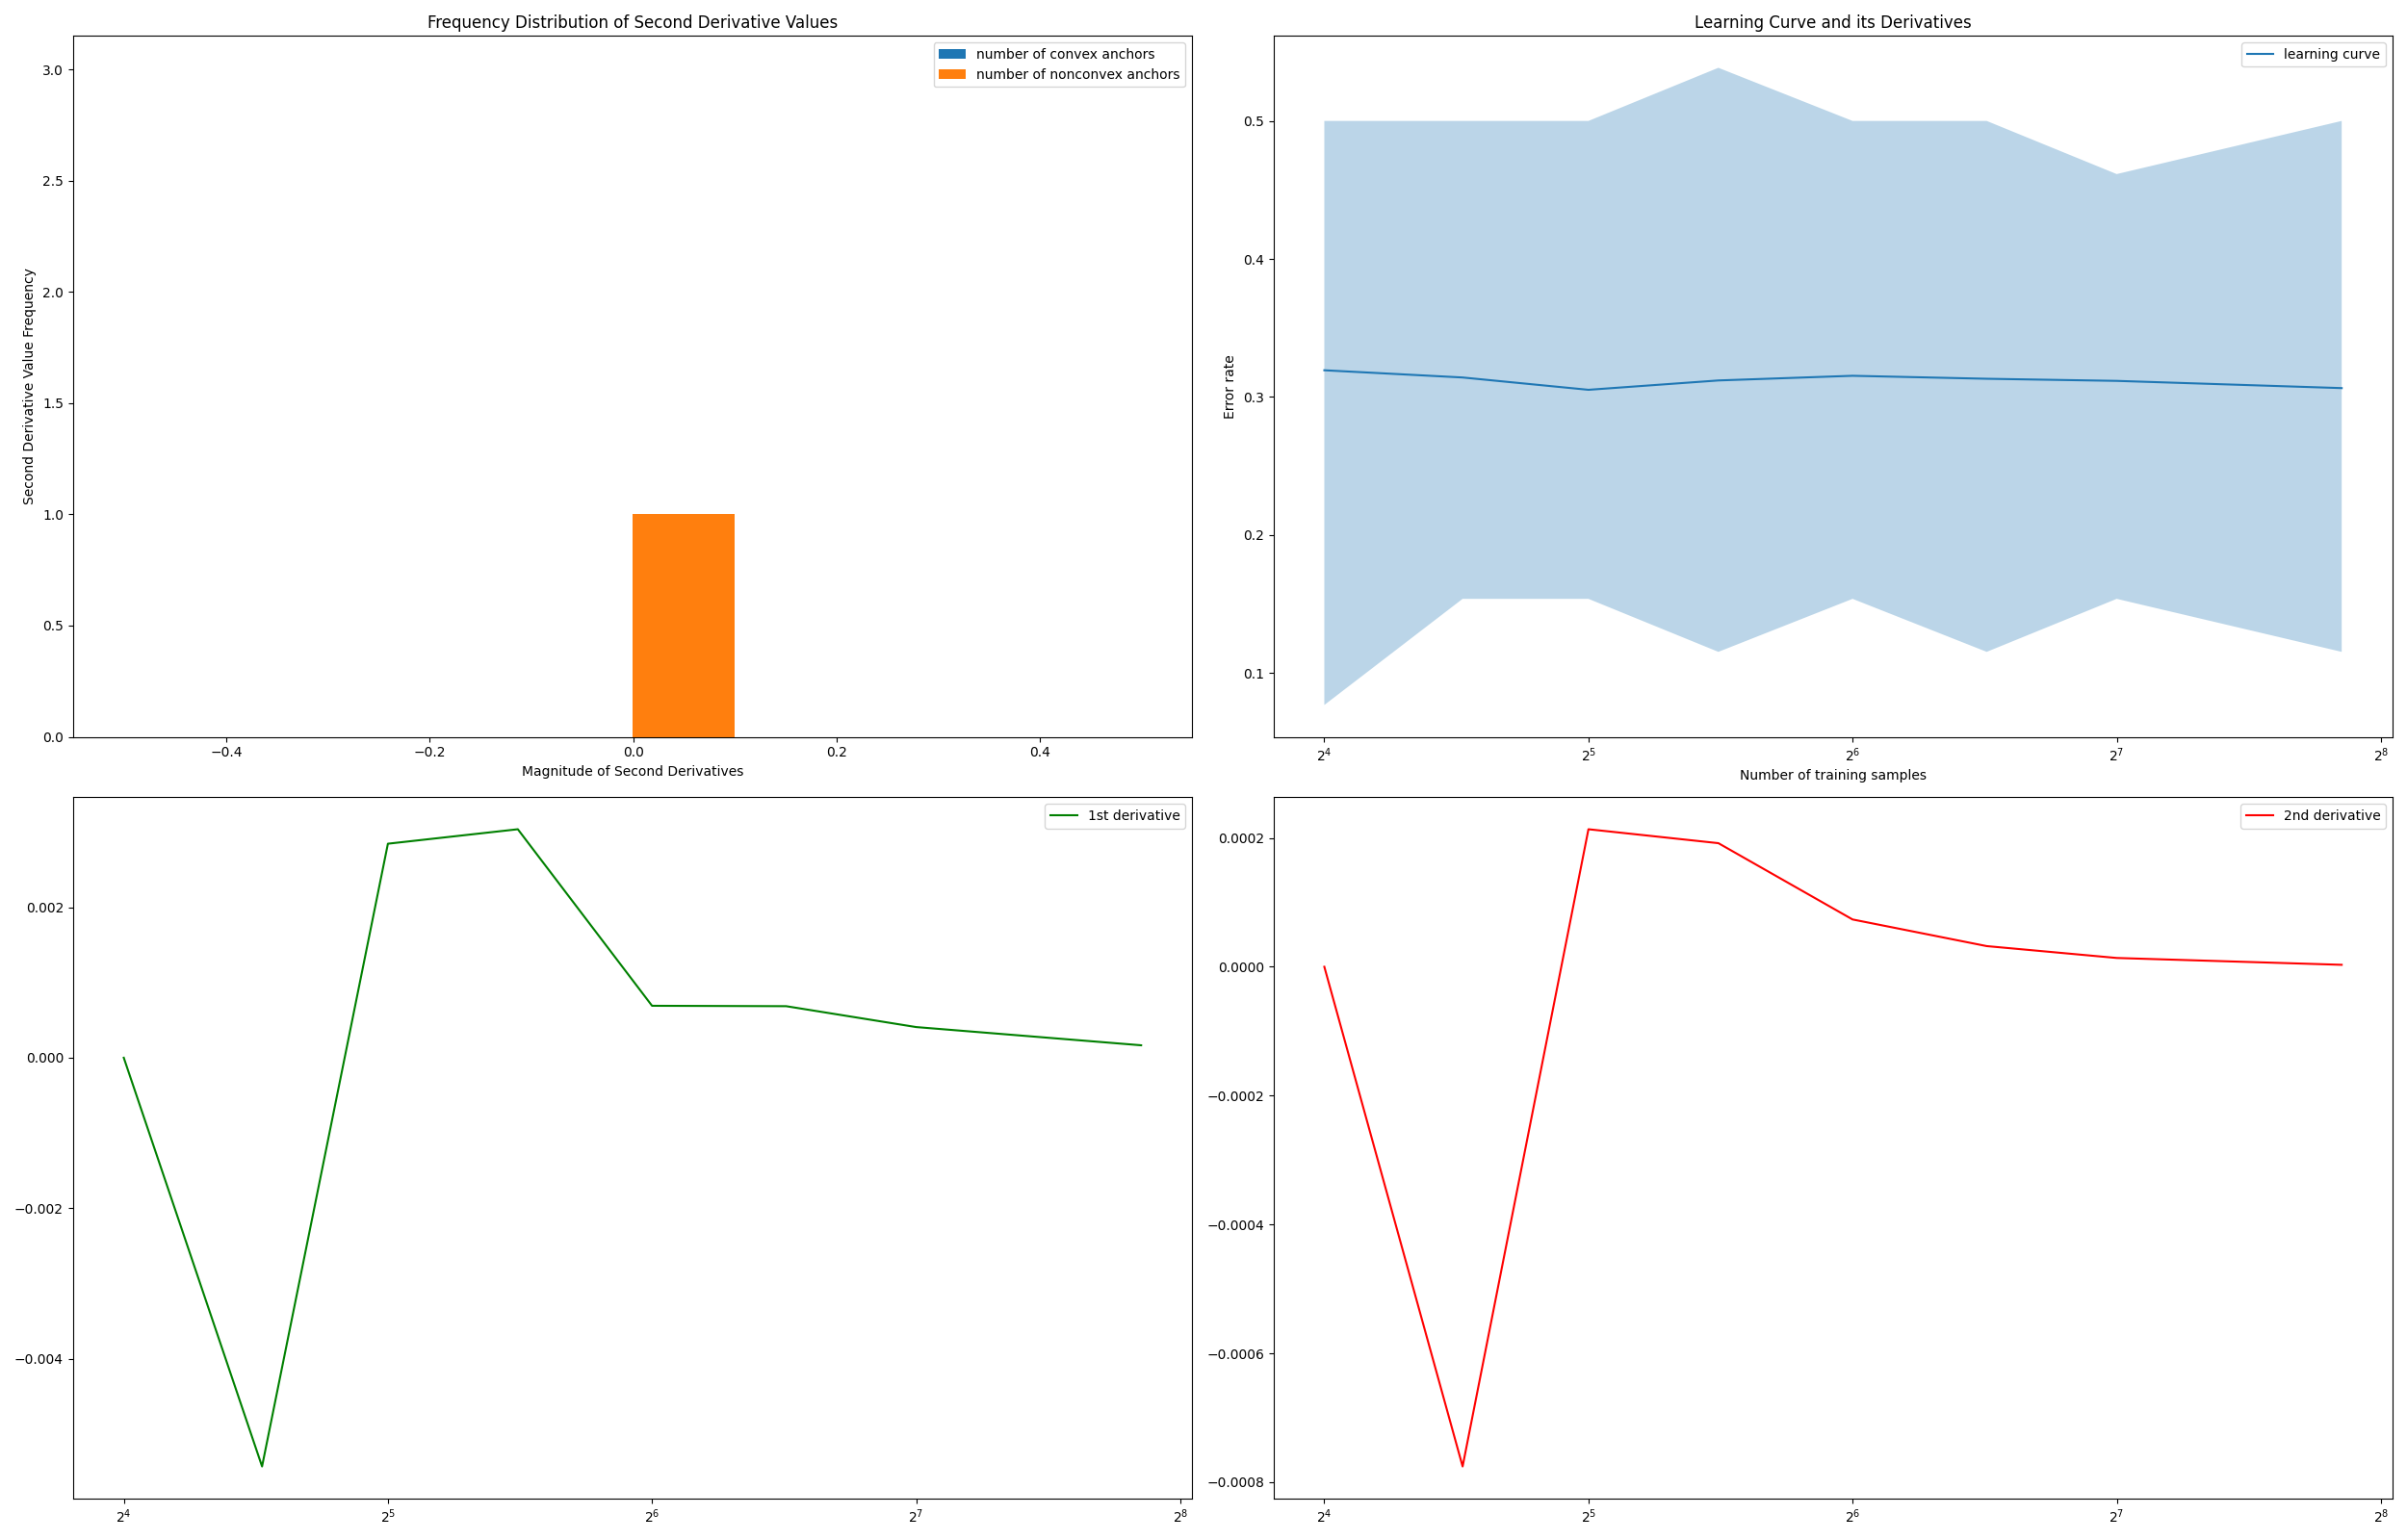 Frequency Distribution of Second Derivative Values
number of convex anchors
number of nonconvex anchors
3.0
2.5
2.0
1.5
1.0
0.5
0.0
Second Derivative Value Frequency
−0.4 −0.2 0.0 0.2 0.4
Magnitude of Second Derivatives
Learning Curve and its Derivatives
learning curve
0.5
0.4
0.3
0.2
0.1
Error rate
2⁴ 2⁵ 2⁶ 2⁷ 2⁸
Number of training samples
1st derivative
0.002
0.000
−0.002
−0.004
2⁴ 2⁵ 2⁶ 2⁷ 2⁸
2nd derivative
0.0002
0.0000
−0.0002
−0.0004
−0.0006
−0.0008
2⁴ 2⁵ 2⁶ 2⁷ 2⁸